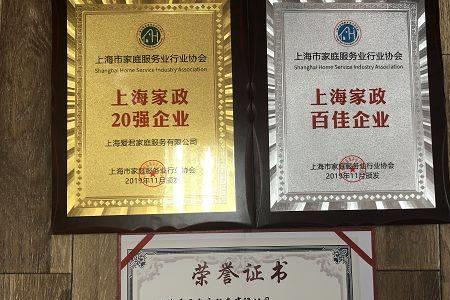 上海市家庭服务业行业协会
Shanghai Home Service Industry Association
上海家政
20强企业
上海爱君家庭服务有限公司
上海市家庭服务业行业协会
2019年11月颁发
上海市家庭服务业行业协会
Shanghai Home Service Industry Association
上海家政
百佳企业
上海市家庭服务业行业协会
2019年11月颁发
荣誉证书